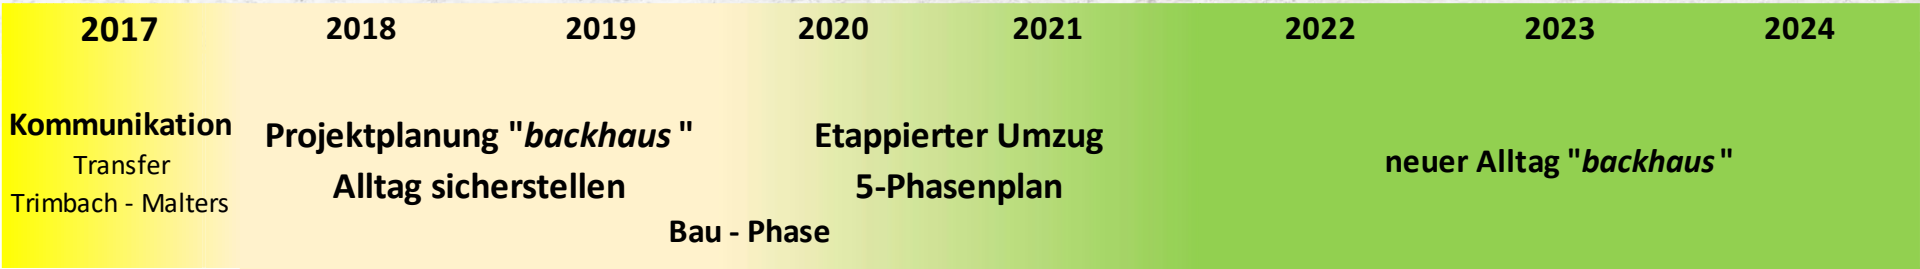 2017 2018 2019 2020 2021 2022 2023 2024
Kommunikation
Transfer
Trimbach - Malters
Projektplanung "backhaus"
Alltag sicherstellen
Bau - Phase
Etappierter Umzug
5-Phasenplan
neuer Alltag "backhaus"